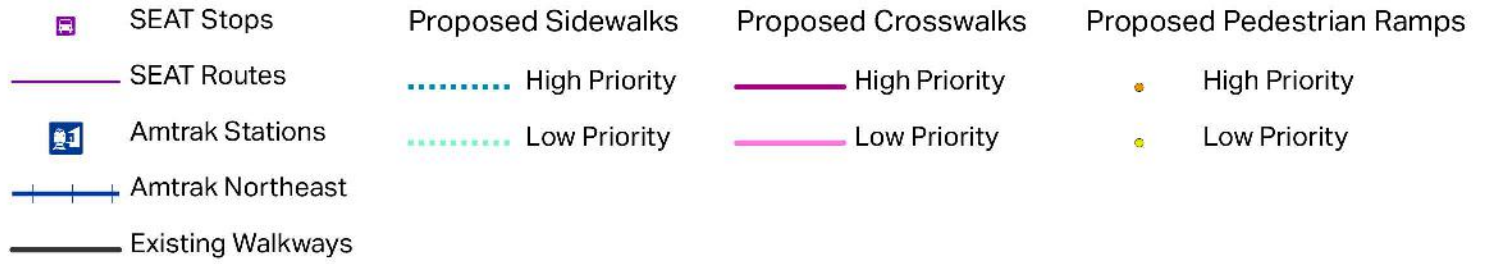 SEAT Stops
SEAT Routes
Amtrak Stations
Amtrak Northeast
Existing Walkways
Proposed Sidewalks
High Priority
Low Priority
Proposed Crosswalks
High Priority
Low Priority
Proposed Pedestrian Ramps
High Priority
Low Priority